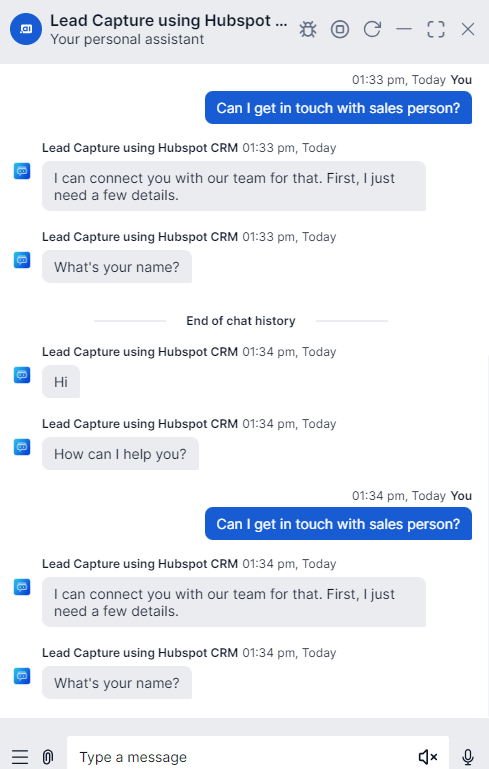 Lead Capture using Hubspot ...
Your personal assistant
01:33 pm, Today You
Can I get in touch with sales person?
Lead Capture using Hubspot CRM 01:33 pm, Today
I can connect you with our team for that. First, I just
need a few details.
Lead Capture using Hubspot CRM 01:33 pm, Today
What's your name?
End of chat history
Lead Capture using Hubspot CRM 01:34 pm, Today
Hi
Lead Capture using Hubspot CRM 01:34 pm, Today
How can I help you?
01:34 pm, Today You
Can I get in touch with sales person?
Lead Capture using Hubspot CRM 01:34 pm, Today
I can connect you with our team for that. First, I just
need a few details.
Lead Capture using Hubspot CRM 01:34 pm, Today
What's your name?
Type a message